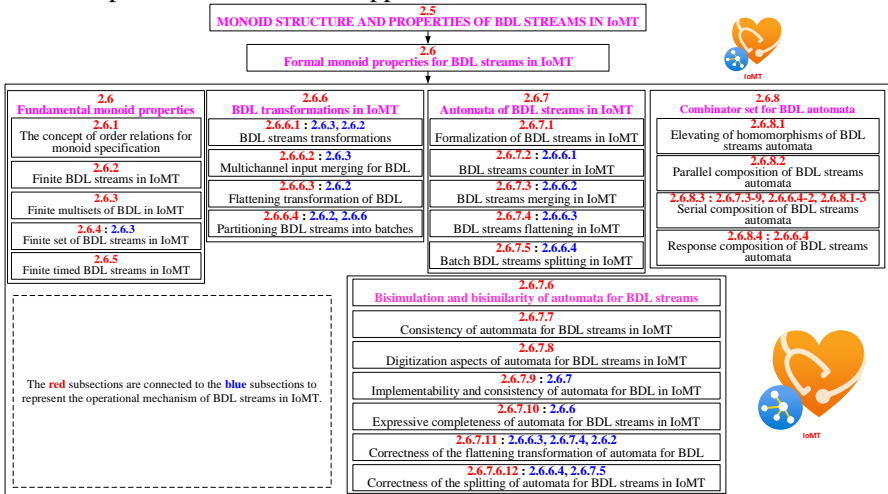 2.5
MONOID STRUCTURE AND PROPERTIES OF BDL STREAMS IN IoMT
2.6
Formal monoid properties for BDL streams in IoMT
IoMT
2.6
Fundamental monoid properties
2.6.1
The concept of order relations for
monoid specification
2.6.2
Finite BDL streams in IoMT
2.6.3
Finite multisets of BDL in IoMT
2.6.4 : 2.6.3
Finite set of BDL streams in IoMT
2.6.5
Finite timed BDL streams in IoMT
2.6.6
BDL transformations in IoMT
2.6.6.1 : 2.6.3, 2.6.2
BDL streams transformations
2.6.6.2 : 2.6.3
Multichannel input merging for BDL
2.6.6.3 : 2.6.2
Flattening transformation of BDL
2.6.6.4 : 2.6.2, 2.6.6
Partitioning BDL streams into batches
2.6.7
Automata of BDL streams in IoMT
2.6.7.1
Formalization of BDL streams in IoMT
2.6.7.2 : 2.6.6.1
BDL streams counter in IoMT
2.6.7.3 : 2.6.6.2
BDL streams merging in IoMT
2.6.7.4 : 2.6.6.3
BDL streams flattening in IoMT
2.6.7.5 : 2.6.6.4
Batch BDL streams splitting in IoMT
2.6.8
Combinator set for BDL automata
2.6.8.1
Elevating of homomorphisms of BDL
streams automata
2.6.8.2
Parallel composition of BDL streams
automata
2.6.8.3 : 2.6.7.3-9, 2.6.6.4-2, 2.6.8.1-3
Serial composition of BDL streams
automata
2.6.8.4 : 2.6.6.4
Response composition of BDL streams
automata
The red subsections are connected to the blue subsections to
represent the operational mechanism of BDL streams in IoMT.
2.6.7.6
Bisimulation and bisimilarity of automata for BDL streams
2.6.7.7
Consistency of autommata for BDL streams in IoMT
2.6.7.8
Digitization aspects of automata for BDL streams in IoMT
2.6.7.9 : 2.6.7
Implementability and consistency of automata for BDL in IoMT
2.6.7.10 : 2.6.6
Expressive completeness of automata for BDL streams in IoMT
2.6.7.11 : 2.6.6.3, 2.6.7.4, 2.6.2
Correctness of the flattening transformation of automata for BDL
2.6.7.6.12 : 2.6.6.4, 2.6.7.5
Correctness of the splitting of automata for BDL streams in IoMT
IoMT